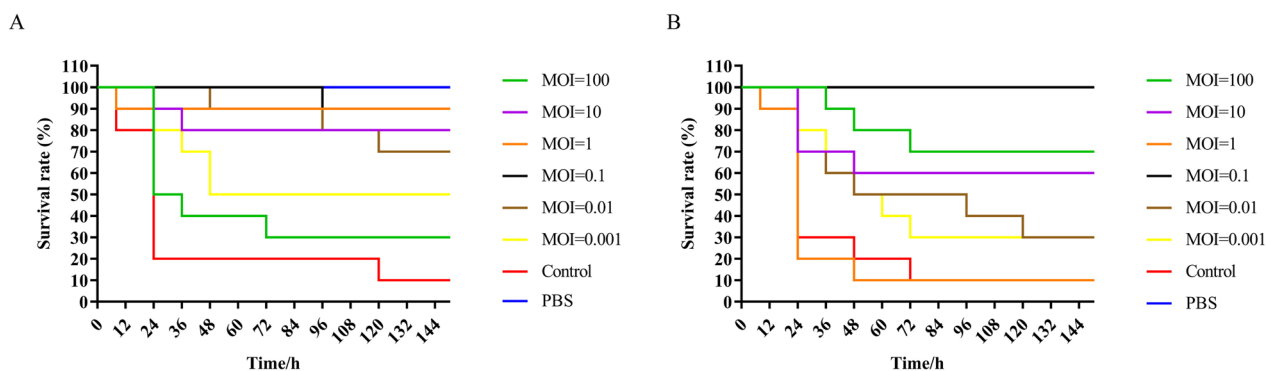 A
B
Survival rate (%)
110
100
90
80
70
60
50
40
30
20
10
0
0 12 24 36 48 60 72 84 96 108 120 132 144
Time/h
MOI=100
MOI=10
MOI=1
MOI=0.1
MOI=0.01
MOI=0.001
Control
PBS
Survival rate (%)
110
100
90
80
70
60
50
40
30
20
10
0
0 12 24 36 48 60 72 84 96 108 120 132 144
Time/h
MOI=100
MOI=10
MOI=1
MOI=0.1
MOI=0.01
MOI=0.001
Control
PBS